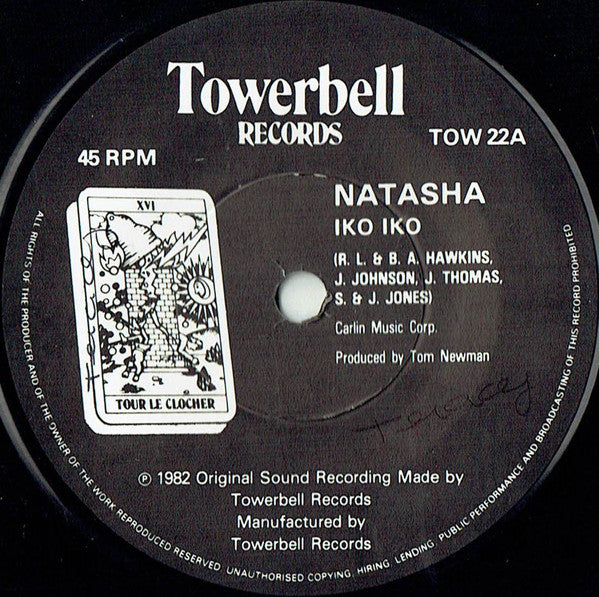 Towerbell
RECORDS
45 RPM
TOW 22A
NATASHA
IKO IKO
(R. L. & B. A. HAWKINS,
J. JOHNSON, J. THOMAS,
S. & J. JONES)
Carlin Music Corp.
Produced by Tom Newman
XVI
TOUR LE CLOCHER
℗ 1982 Original Sound Recording Made by
Towerbell Records
Manufactured by
Towerbell Records
ALL RIGHTS OF THE PRODUCER AND OF THE OWNER OF THE WORK REPRODUCED RESERVED. UNAUTHORISED COPYING, HIRING, LENDING, PUBLIC PERFORMANCE AND BROADCASTING OF THIS RECORD PROHIBITED